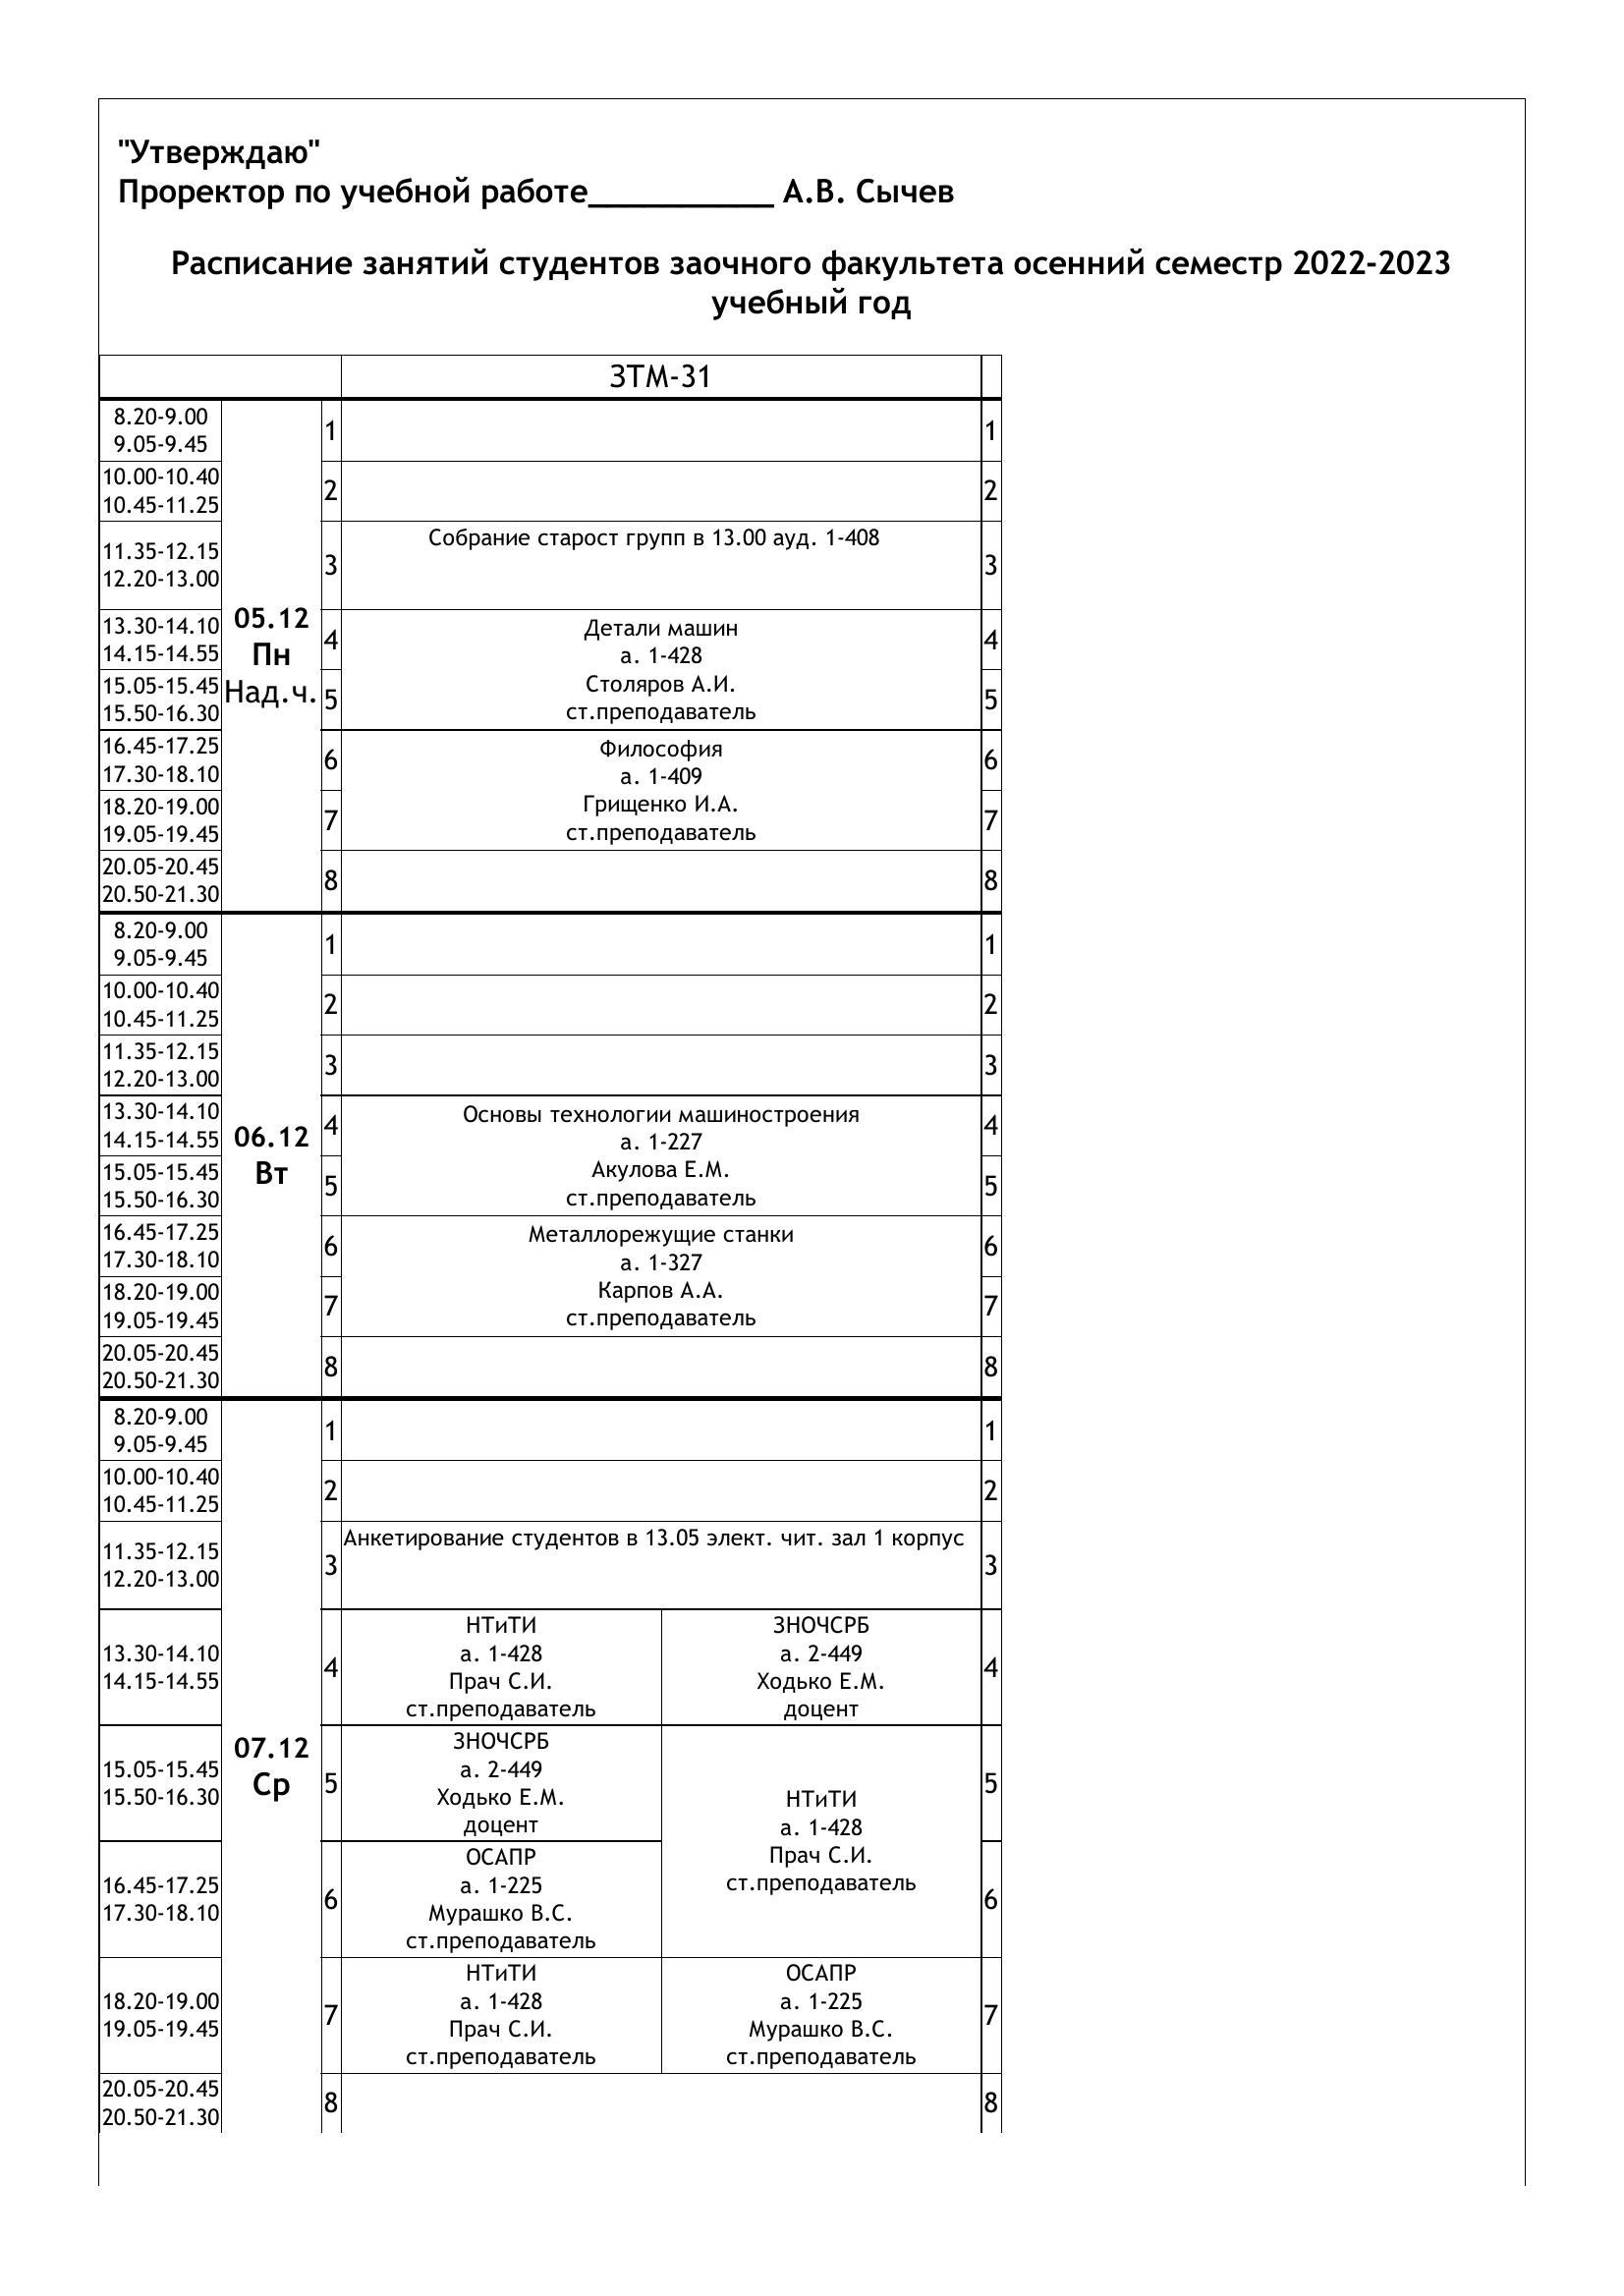 "Утверждаю"
Проректор по учебной работе___________ А.В. Сычев
Расписание занятий студентов заочного факультета осенний семестр 2022-2023
учебный год
ЗТМ-31
8.20-9.00
9.05-9.45
1
1
10.00-10.40
10.45-11.25
2
2
11.35-12.15
12.20-13.00
3
Собрание старост групп в 13.00 ауд. 1-408
3
05.12
Пн
Над.ч.
13.30-14.10
14.15-14.55
4
4
15.05-15.45
15.50-16.30
5
5
Детали машин
а. 1-428
Столяров А.И.
ст.преподаватель
16.45-17.25
17.30-18.10
6
6
18.20-19.00
19.05-19.45
7
7
Философия
а. 1-409
Грищенко И.А.
ст.преподаватель
20.05-20.45
20.50-21.30
8
8
8.20-9.00
9.05-9.45
1
1
10.00-10.40
10.45-11.25
2
2
11.35-12.15
12.20-13.00
3
3
06.12
Вт
13.30-14.10
14.15-14.55
4
4
15.05-15.45
15.50-16.30
5
5
Основы технологии машиностроения
а. 1-227
Акулова Е.М.
ст.преподаватель
16.45-17.25
17.30-18.10
6
6
18.20-19.00
19.05-19.45
7
7
Металлорежущие станки
а. 1-327
Карпов А.А.
ст.преподаватель
20.05-20.45
20.50-21.30
8
8
8.20-9.00
9.05-9.45
1
1
10.00-10.40
10.45-11.25
2
2
11.35-12.15
12.20-13.00
3
Анкетирование студентов в 13.05 элект. чит. зал 1 корпус
3
07.12
Ср
13.30-14.10
14.15-14.55
4
НТиТИ
а. 1-428
Прач С.И.
ст.преподаватель
ЗНОЧСРБ
а. 2-449
Ходько Е.М.
доцент
4
15.05-15.45
15.50-16.30
5
ЗНОЧСРБ
а. 2-449
Ходько Е.М.
доцент
5
НТиТИ
а. 1-428
Прач С.И.
ст.преподаватель
16.45-17.25
17.30-18.10
6
ОСАПР
а. 1-225
Мурашко В.С.
ст.преподаватель
6
18.20-19.00
19.05-19.45
7
НТиТИ
а. 1-428
Прач С.И.
ст.преподаватель
ОСАПР
а. 1-225
Мурашко В.С.
ст.преподаватель
7
20.05-20.45
20.50-21.30
8
8